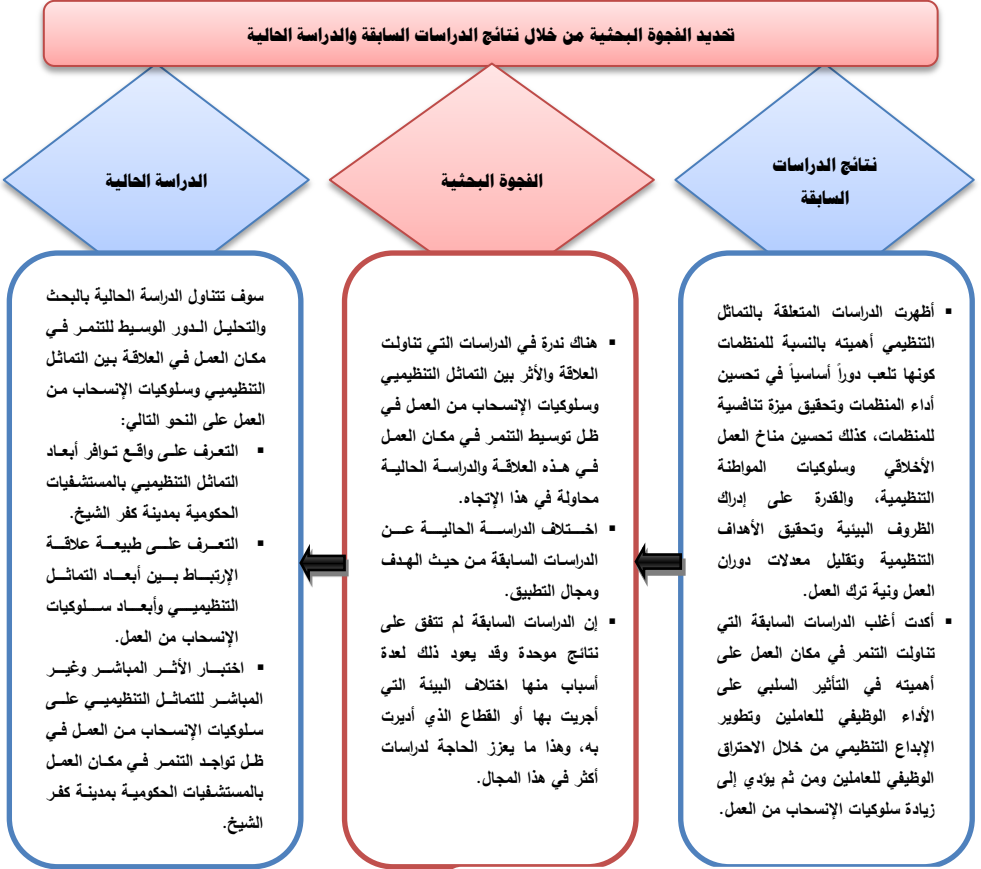 تحديد الفجوة البحثية من خلال نتائج الدراسات السابقة والدراسة الحالية
نتائج الدراسات
السابقة
▪ أظهرت الدراسات المتعلقة بالتماثل
التنظيمي أهميته بالنسبة للمنظمات
كونها تلعب دوراً أساسياً في تحسين
أداء المنظمات وتحقيق ميزة تنافسية
للمنظمات، كذلك تحسين مناخ العمل
الأخلاقي وسلوكيات المواطنة
التنظيمية، والقدرة على إدراك
الظروف البيئية وتحقيق الأهداف
التنظيمية وتقليل معدلات دوران
العمل ونية ترك العمل.
▪ أكدت أغلب الدراسات السابقة التي
تناولت التنمر في مكان العمل على
أهميته في التأثير السلبي على
الأداء الوظيفي للعاملين وتطوير
الإبداع التنظيمي من خلال الاحتراق
الوظيفي للعاملين ومن ثم يؤدي إلى
زيادة سلوكيات الإنسحاب من العمل.
الفجوة البحثية
▪ هناك ندرة في الدراسات التي تناولت
العلاقة والأثر بين التماثل التنظيميي
وسلوكيات الإنسحاب من العمل في
ظل توسيط التنمر في مكان العمل
في هذه العلاقة والدراسة الحالية
محاولة في هذا الإتجاه.
▪ اختلاف الدراسة الحالية عن
الدراسات السابقة من حيث الهدف
ومجال التطبيق.
▪ إن الدراسات السابقة لم تتفق على
نتائج موحدة وقد يعود ذلك لعدة
أسباب منها اختلاف البيئة التي
أجريت بها أو القطاع الذي أديرت
به، وهذا ما يعزز الحاجة لدراسات
أكثر في هذا المجال.
الدراسة الحالية
سوف تتناول الدراسة الحالية بالبحث
والتحليل الدور الوسيط للتنمر في
مكان العمل في العلاقة بين التماثل
التنظيميي وسلوكيات الإنسحاب من
العمل على النحو التالي:
▪ التعرف على واقع توافر أبعاد
التماثل التنظيميي بالمستشفيات
الحكومية بمدينة كفر الشيخ.
▪ التعرف على طبيعة علاقة
الإرتباط بين أبعاد التماثل
التنظيميي وأبعاد سلوكيات
الإنسحاب من العمل.
▪ اختبار الأثر المباشر وغير
المباشر للتماثل التنظيميي على
سلوكيات الإنسحاب من العمل في
ظل تواجد التنمر في مكان العمل
بالمستشفيات الحكومية بمدينة كفر
الشيخ.